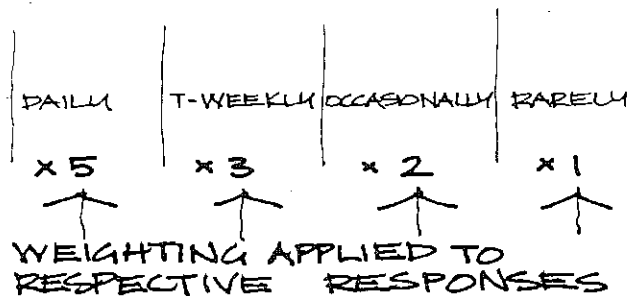 DAILY T-WEEKLY OCCASIONALLY RARELY
× 5 × 3 × 2 × 1
WEIGHTING APPLIED TO
RESPECTIVE RESPONSES